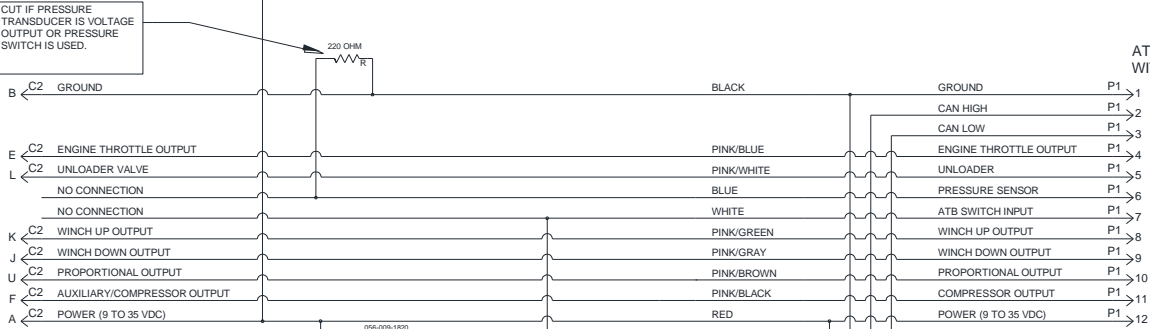 CUT IF PRESSURE
TRANSDUCER IS VOLTAGE
OUTPUT OR PRESSURE
SWITCH IS USED.
220 OHM
R
AT
WI
B C2 GROUND BLACK GROUND P1 1
CAN HIGH P1 2
CAN LOW P1 3
E C2 ENGINE THROTTLE OUTPUT PINK/BLUE ENGINE THROTTLE OUTPUT P1 4
L C2 UNLOADER VALVE PINK/WHITE UNLOADER P1 5
NO CONNECTION BLUE PRESSURE SENSOR P1 6
NO CONNECTION WHITE ATB SWITCH INPUT P1 7
K C2 WINCH UP OUTPUT PINK/GREEN WINCH UP OUTPUT P1 8
J C2 WINCH DOWN OUTPUT PINK/GRAY WINCH DOWN OUTPUT P1 9
U C2 PROPORTIONAL OUTPUT PINK/BROWN PROPORTIONAL OUTPUT P1 10
F C2 AUXILIARY/COMPRESSOR OUTPUT PINK/BLACK COMPRESSOR OUTPUT P1 11
A C2 POWER (9 TO 35 VDC) RED POWER (9 TO 35 VDC) P1 12
056-009-1820